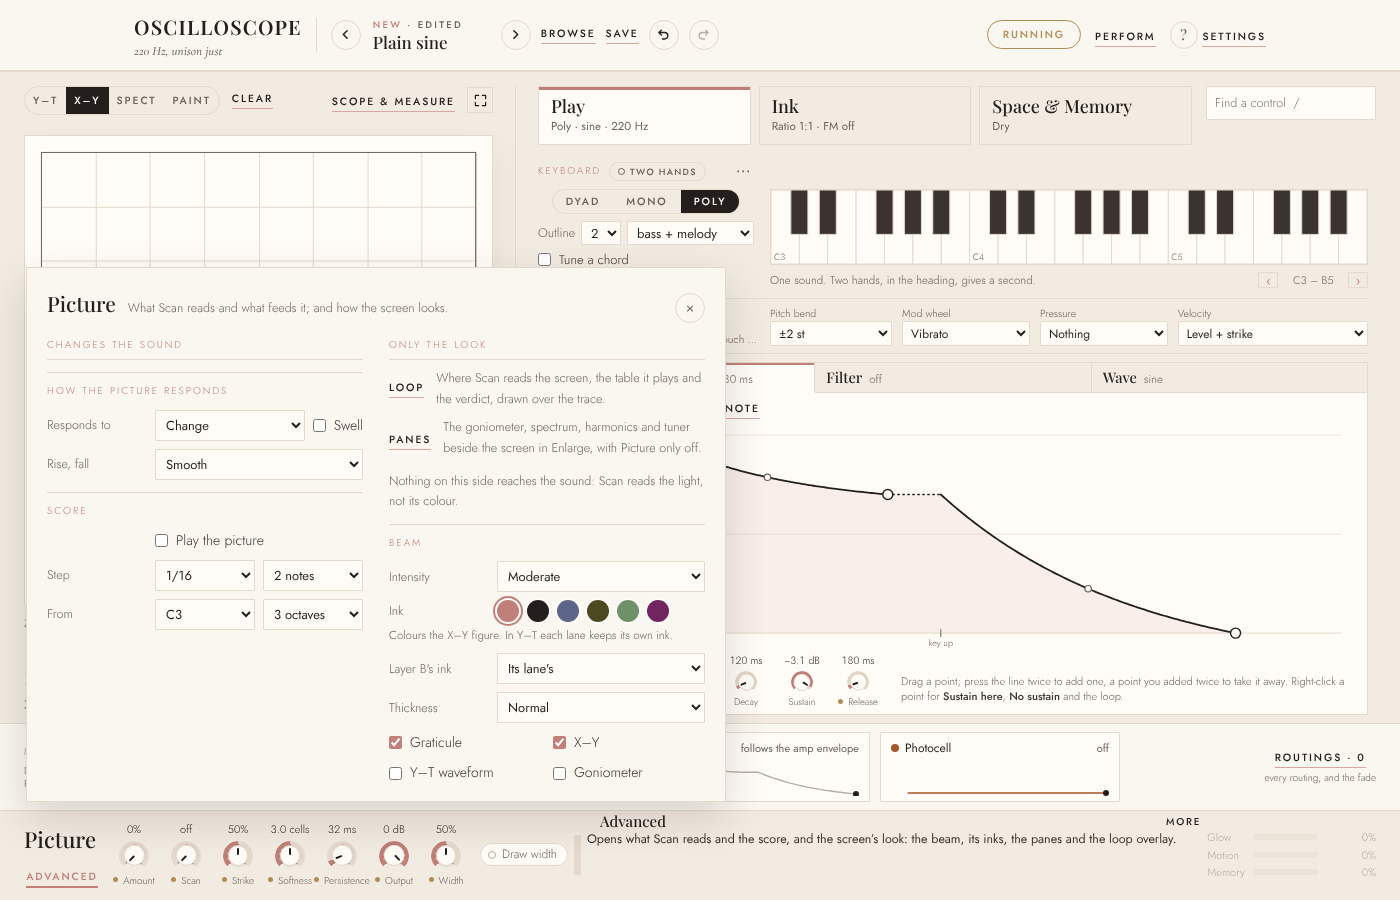 OSCILLOSCOPE
220 Hz, unison just
NEW · EDITED
Plain sine
BROWSE SAVE
RUNNING
PERFORM
?
SETTINGS
Y–T X–Y SPECT PAINT
CLEAR
SCOPE & MEASURE
Play
Poly · sine · 220 Hz
Ink
Ratio 1:1 · FM off
Space & Memory
Dry
Find a control /
KEYBOARD
TWO HANDS
DYAD MONO POLY
Outline 2 bass + melody
Tune a chord
C3 C4 C5
One sound. Two hands, in the heading, gives a second.
C3 – B5
Pitch bend Mod wheel Pressure Velocity
±2 st Vibrato Nothing Level + strike
Picture What Scan reads and what feeds it; and how the screen looks.
CHANGES THE SOUND
HOW THE PICTURE RESPONDS
Responds to Change Swell
Rise, fall Smooth
SCORE
Play the picture
Step 1/16 2 notes
From C3 3 octaves
ONLY THE LOOK
LOOP Where Scan reads the screen, the table it plays and
the verdict, drawn over the trace.
PANES The goniometer, spectrum, harmonics and tuner
beside the screen in Enlarge, with Picture only off.
Nothing on this side reaches the sound: Scan reads the light,
not its colour.
BEAM
Intensity Moderate
Ink
Colours the X–Y figure. In Y–T each lane keeps its own ink.
Layer B's ink Its lane's
Thickness Normal
Graticule X–Y
Y–T waveform Goniometer
Filter off
Wave sine
NOTE
key up
120 ms −3.1 dB 180 ms
Decay Sustain Release
Drag a point; press the line twice to add one, a point you added twice to take it away. Right-click a
point for Sustain here, No sustain and the loop.
follows the amp envelope
Photocell off
ROUTINGS · 0
every routing, and the fade
Picture
ADVANCED
0% off 50% 3.0 cells 32 ms 0 dB 50%
Amount Scan Strike Softness Persistence Output Width
Draw width
Advanced
Opens what Scan reads and the score, and the screen's look: the beam, its inks, the panes and the loop overlay.
MORE
Glow 0%
Motion 0%
Memory 0%